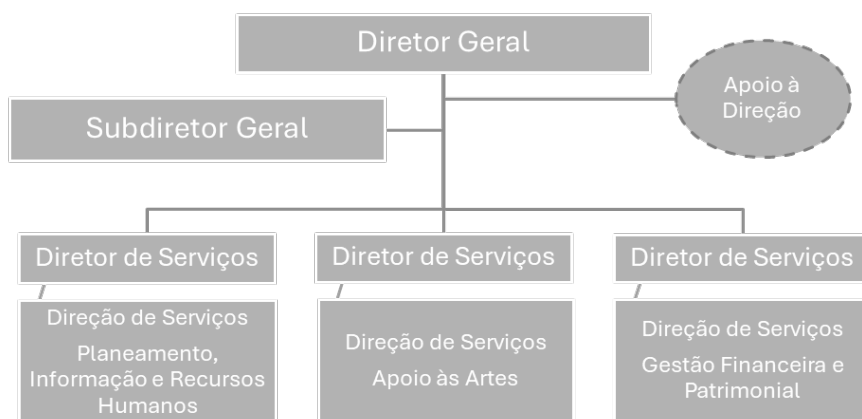 Diretor Geral
Apoio à
Direção
Subdiretor Geral
Diretor de Serviços
Diretor de Serviços
Diretor de Serviços
Direção de Serviços
Planeamento,
Informação e Recursos
Humanos
Direção de Serviços
Apoio às Artes
Direção de Serviços
Gestão Financeira e
Patrimonial